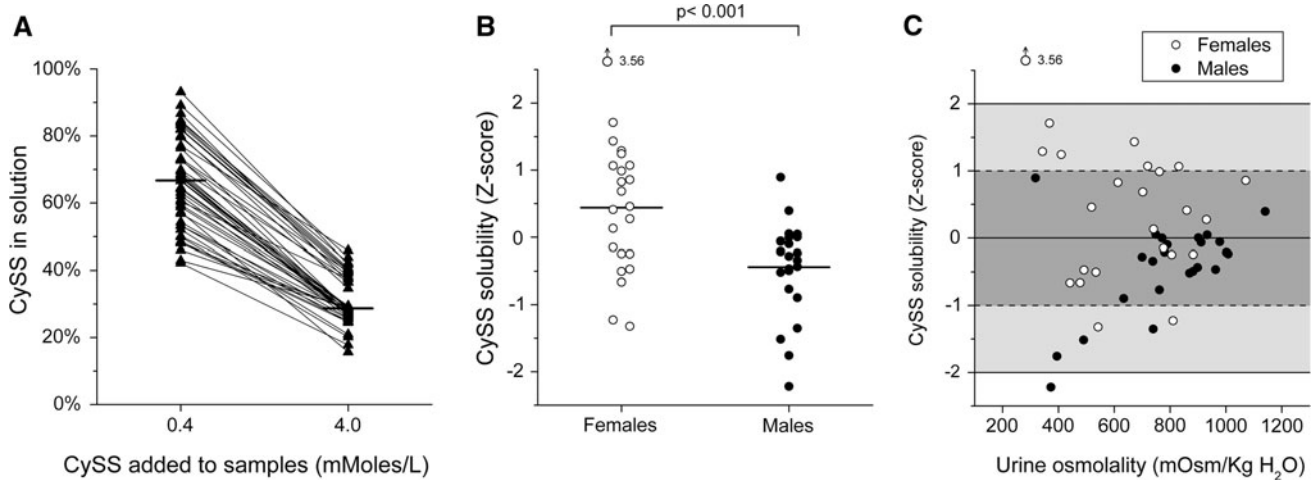 A
100%
80%
60%
40%
20%
0%
CySS in solution
0.4 4.0
CySS added to samples (mMoles/L)
B
p< 0.001
3.56
2
1
0
-1
-2
CySS solubility (Z-score)
Females Males
C
3.56
Females
Males
2
1
0
-1
-2
CySS solubility (Z-score)
200 400 600 800 1000 1200
Urine osmolality (mOsm/Kg H₂O)